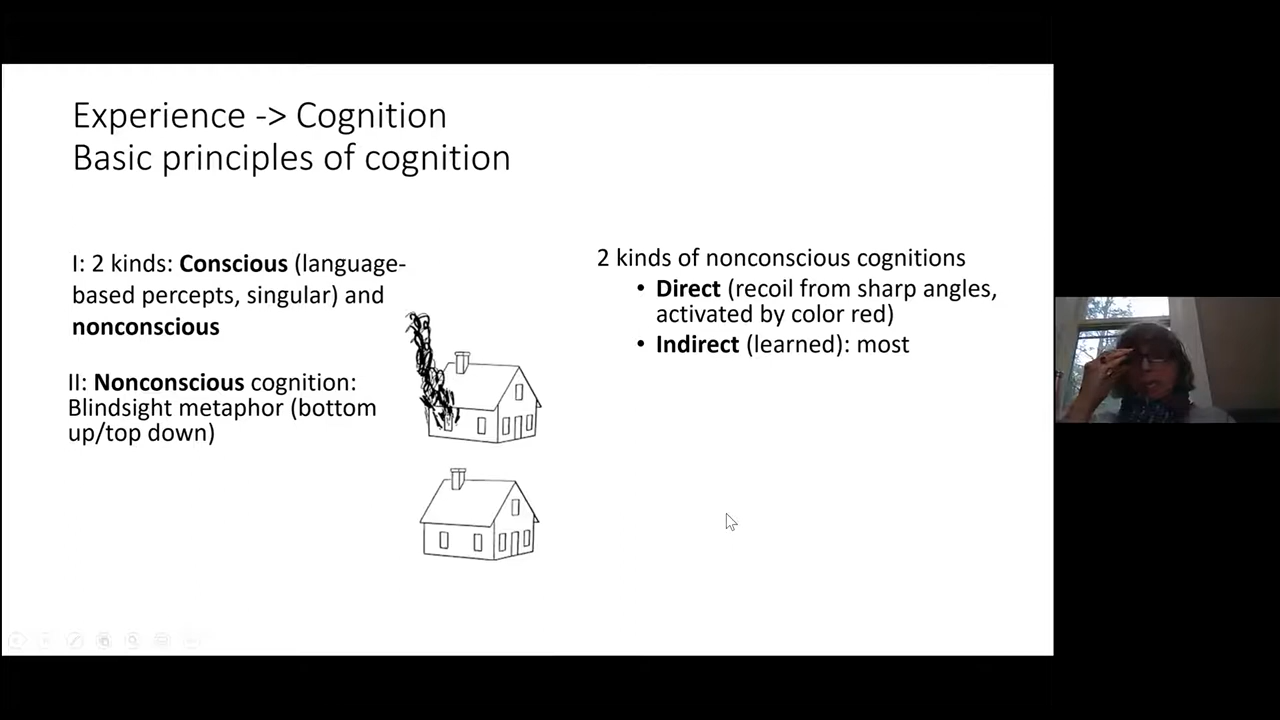 Experience -> Cognition
Basic principles of cognition
I: 2 kinds: Conscious (language-
based percepts, singular) and
nonconscious
II: Nonconscious cognition:
Blindsight metaphor (bottom
up/top down)
2 kinds of nonconscious cognitions
• Direct (recoil from sharp angles,
activated by color red)
• Indirect (learned): most